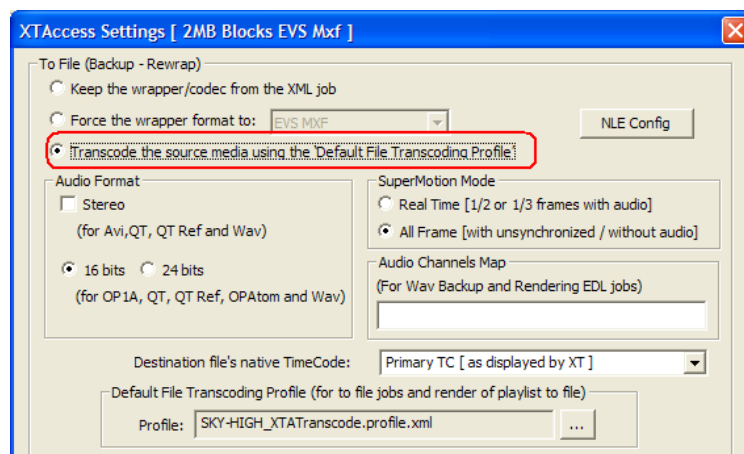 XTAccess Settings [ 2MB Blocks EVS Mxf ]
To File (Backup - Rewrap)
Keep the wrapper/codec from the XML job
Force the wrapper format to: EVS MXF NLE Config
Transcode the source media using the 'Default File Transcoding Profile'
Audio Format
Stereo
(for Avi,QT, QT Ref and Wav)
16 bits 24 bits
(for OP1A, QT, QT Ref, OPAtom and Wav)
SuperMotion Mode
Real Time [1/2 or 1/3 frames with audio]
All Frame [with unsynchronized / without audio]
Audio Channels Map
(For Wav Backup and Rendering EDL jobs)
Destination file's native TimeCode: Primary TC [ as displayed by XT ]
Default File Transcoding Profile (for to file jobs and render of playlist to file)
Profile: SKY-HIGH_XTATranscode.profile.xml ...